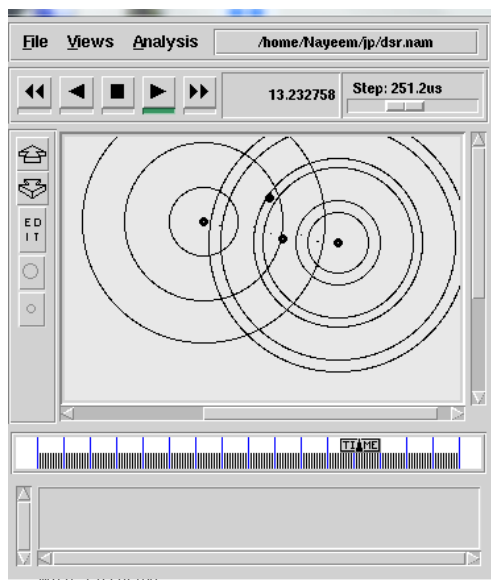 File Views Analysis /home/Nayeem/jp/dsr.nam
13.232758 Step: 251.2us
ED
IT
TIME